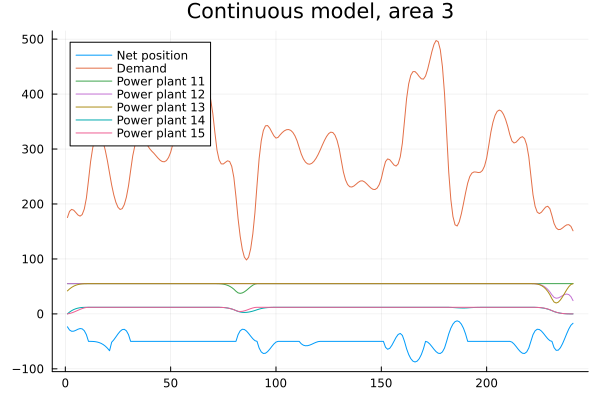 Continuous model, area 3
Net position
Demand
Power plant 11
Power plant 12
Power plant 13
Power plant 14
Power plant 15
500
400
300
200
100
0
−100
0 50 100 150 200